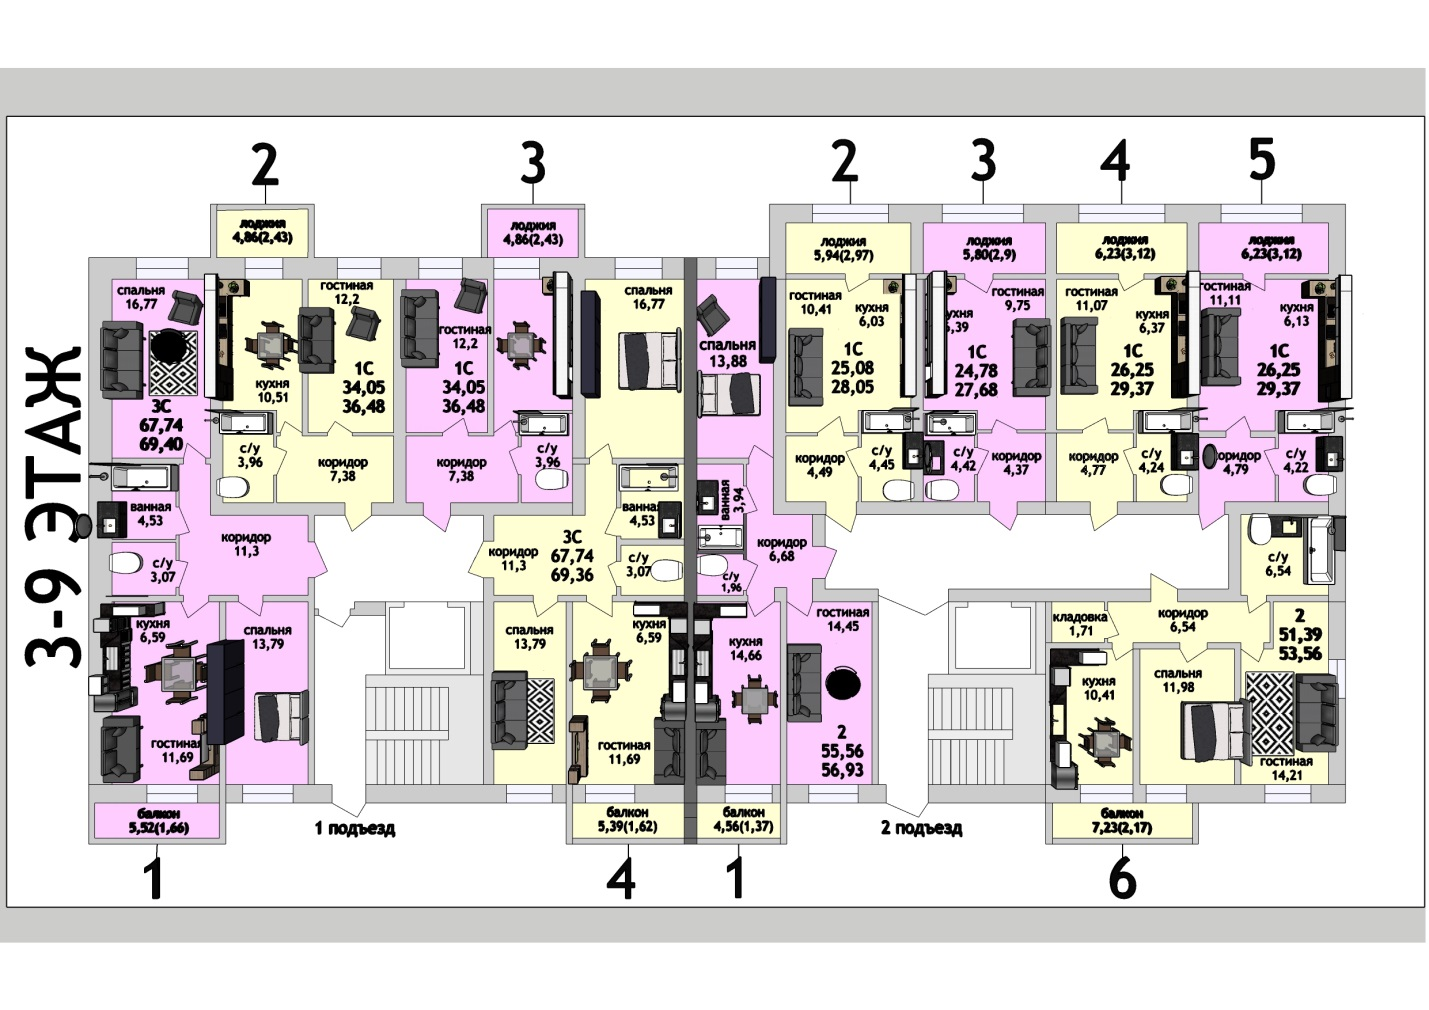 3-9 ЭТАЖ
2
3
2
3
4
5
лоджия
4,86(2,43)
лоджия
4,86(2,43)
лоджия
5,94(2,97)
лоджия
5,80(2,9)
лоджия
6,23(3,12)
лоджия
6,23(3,12)
спальня
16,77
3С
67,74
69,40
ванная
4,53
с/у
3,07
коридор
11,3
кухня
6,59
гостиная
11,69
спальня
13,79
балкон
5,52(1,66)
1
кухня
10,51
гостиная
12,2
1С
34,05
36,48
с/у
3,96
коридор
7,38
гостиная
12,2
1С
34,05
36,48
коридор
7,38
с/у
3,96
спальня
16,77
ванная
4,53
3С
67,74
69,36
коридор
11,3
с/у
3,07
спальня
13,79
кухня
6,59
гостиная
11,69
балкон
5,39(1,62)
4
1 подъезд
спальня
13,88
ванная
3,94
коридор
6,68
с/у
1,96
кухня
14,66
гостиная
14,45
2
55,56
56,93
балкон
4,56(1,37)
1
2 подъезд
гостиная
10,41
кухня
6,03
1С
25,08
28,05
коридор
4,49
с/у
4,45
гостиная
9,75
1С
24,78
27,68
с/у
4,42
коридор
4,37
гостиная
11,07
кухня
6,37
1С
26,25
29,37
коридор
4,77
с/у
4,24
гостиная
11,11
кухня
6,13
1С
26,25
29,37
коридор
4,79
с/у
4,22
с/у
6,54
кладовка
1,71
коридор
6,54
2
51,39
53,56
кухня
10,41
спальня
11,98
гостиная
14,21
балкон
7,23(2,17)
6